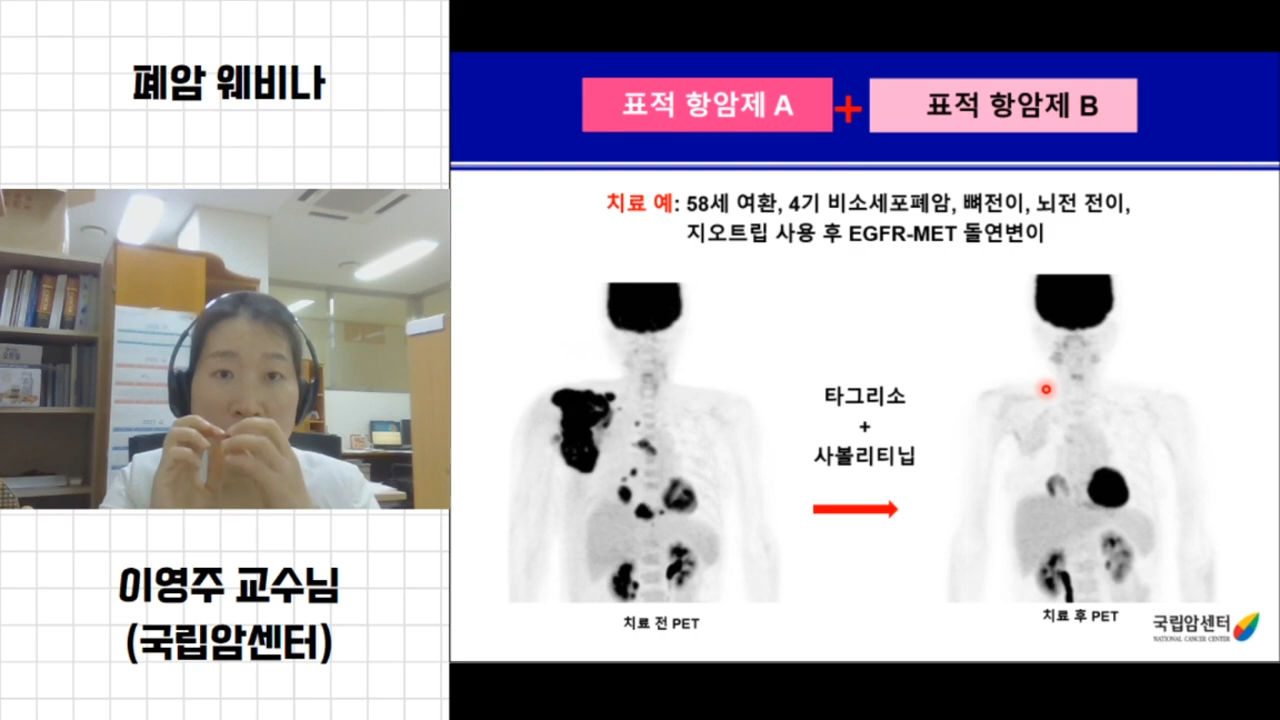 폐암 웨비나
이영주 교수님
(국립암센터)
표적 항암제 A + 표적 항암제 B
치료 예: 58세 여환, 4기 비소세포폐암, 뼈전이, 뇌전 전이,
지오트립 사용 후 EGFR-MET 돌연변이
타그리소
+
사볼리티닙
치료 전 PET
치료 후 PET
국립암센터
NATIONAL CANCER CENTER